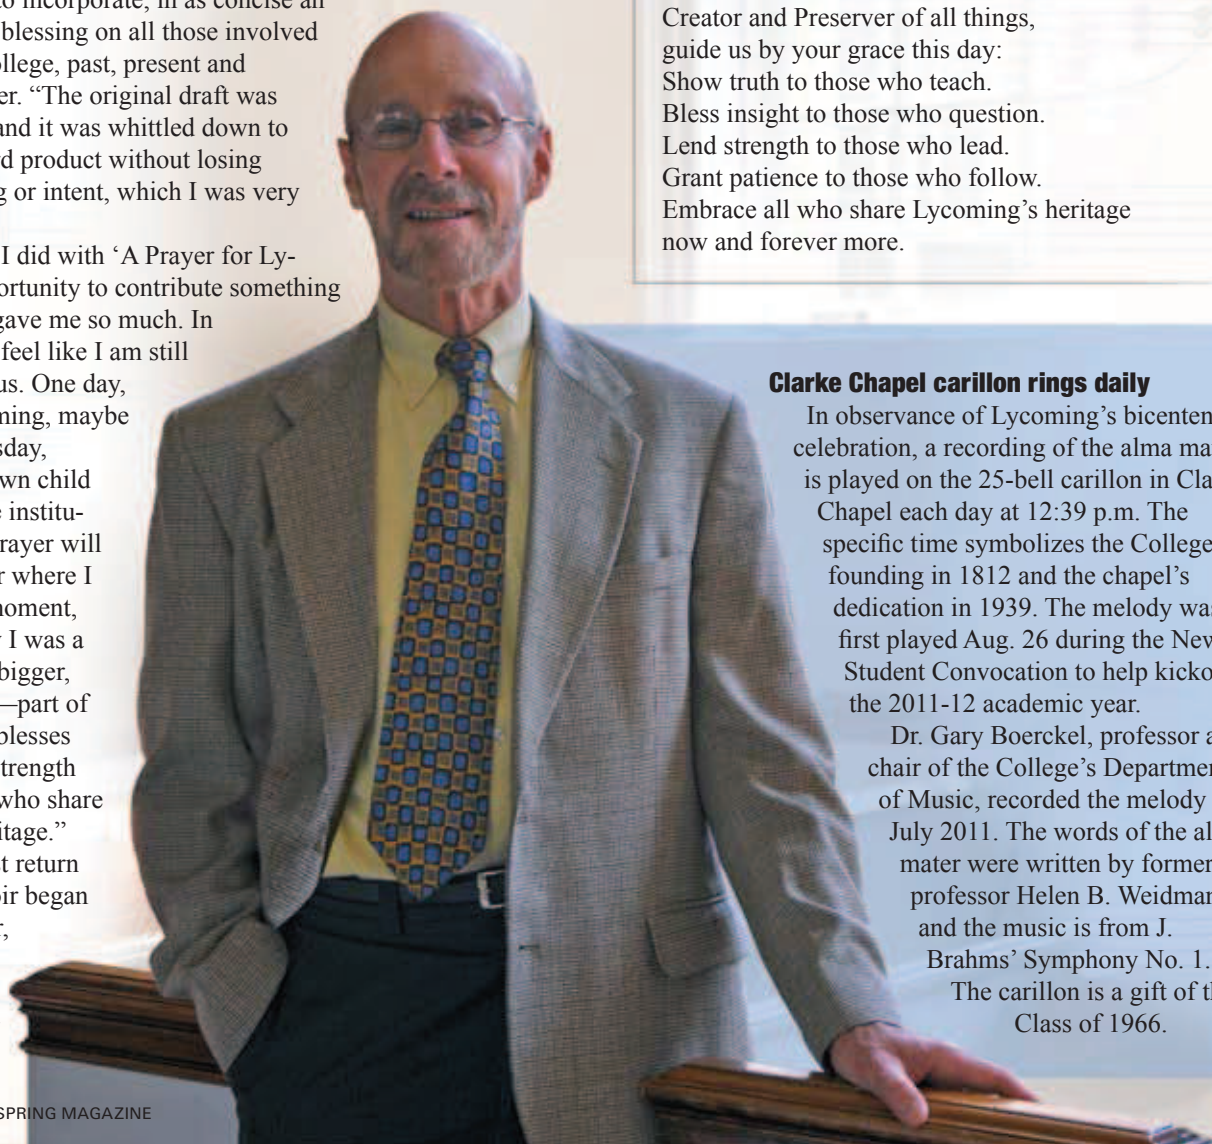 to incorporate, in as concise an
blessing on all those involved
ollege, past, present and
er. “The original draft was
and it was whittled down to
d product without losing
g or intent, which I was very
I did with ‘A Prayer for Ly-
ortunity to contribute something
gave me so much. In
feel like I am still
us. One day,
ning, maybe
sday,
wn child
e institu-
rayer will
r where I
moment,
y I was a
bigger,
—part of
blesses
trength
who share
itage.”
st return
oir began
r,
SPRING MAGAZINE
Creator and Preserver of all things,
guide us by your grace this day:
Show truth to those who teach.
Bless insight to those who question.
Lend strength to those who lead.
Grant patience to those who follow.
Embrace all who share Lycoming’s heritage
now and forever more.
Clarke Chapel carillon rings daily
In observance of Lycoming’s bicenten
celebration, a recording of the alma ma
is played on the 25-bell carillon in Cla
Chapel each day at 12:39 p.m. The
specific time symbolizes the College
founding in 1812 and the chapel’s
dedication in 1939. The melody was
first played Aug. 26 during the New
Student Convocation to help kicko
the 2011-12 academic year.
Dr. Gary Boerckel, professor a
chair of the College’s Departmen
of Music, recorded the melody
July 2011. The words of the al
mater were written by former
professor Helen B. Weidman
and the music is from J.
Brahms’ Symphony No. 1.
The carillon is a gift of th
Class of 1966.